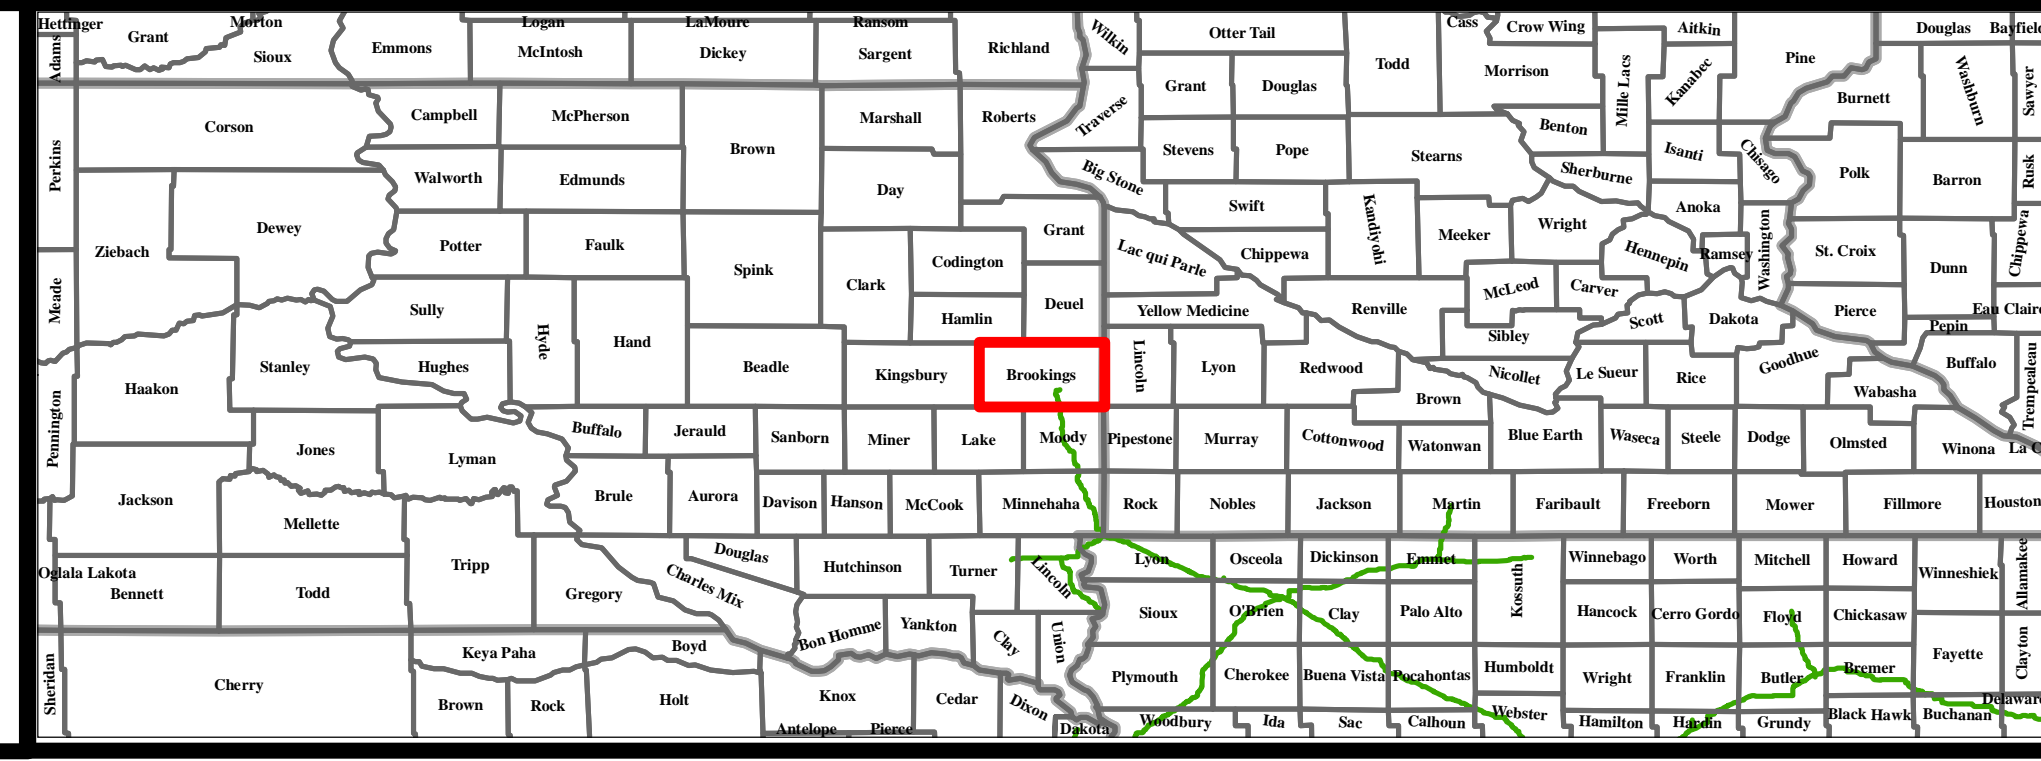 Hettinger
Morton
Logan
LaMoure
Ransom
Cass
Crow Wing
Aitkin
Douglas
Bayfield
Adams
Grant
Sioux
Emmons
McIntosh
Dickey
Sargent
Richland
Wilkin
Otter Tail
Todd
Morrison
Mille Lacs
Kanabec
Pine
Washburn
Sawyer
Perkins
Corson
Campbell
McPherson
Brown
Marshall
Roberts
Traverse
Grant
Douglas
Benton
Burnett
Walworth
Edmunds
Day
Big Stone
Stevens
Pope
Stearns
Sherburne
Isanti
Chisago
Polk
Barron
Rusk
Ziebach
Dewey
Potter
Faulk
Spink
Clark
Codington
Grant
Lac qui Parle
Swift
Chippewa
Kandiyohi
Meeker
Wright
Anoka
Hennepin
Ramsey
Washington
St. Croix
Dunn
Chippewa
Meade
Sully
Hyde
Hand
Hamlin
Deuel
Yellow Medicine
Renville
McLeod
Carver
Sibley
Scott
Dakota
Pierce
Pepin
Eau Claire
Haakon
Stanley
Hughes
Beadle
Kingsbury
Brookings
Lincoln
Lyon
Redwood
Brown
Nicollet
Le Sueur
Rice
Goodhue
Wabasha
Buffalo
Trempealeau
Pennington
Jones
Lyman
Buffalo
Jerauld
Sanborn
Miner
Lake
Moody
Pipestone
Murray
Cottonwood
Watonwan
Blue Earth
Waseca
Steele
Dodge
Olmsted
Winona
La C
Jackson
Mellette
Brule
Aurora
Davison
Hanson
McCook
Minnehaha
Rock
Nobles
Jackson
Martin
Faribault
Freeborn
Mower
Fillmore
Houston
Oglala Lakota
Bennett
Todd
Tripp
Gregory
Charles Mix
Douglas
Hutchinson
Turner
Lincoln
Lyon
Osceola
Dickinson
Emmet
Kossuth
Winnebago
Worth
Mitchell
Howard
Winneshiek
Allamakee
Bon Homme
Yankton
Clay
Union
Sioux
O'Brien
Clay
Palo Alto
Hancock
Cerro Gordo
Floyd
Chickasaw
Sheridan
Cherry
Keya Paha
Boyd
Brown
Rock
Holt
Knox
Antelope
Pierce
Cedar
Dixon
Dakota
Plymouth
Cherokee
Buena Vista
Pocahontas
Humboldt
Wright
Franklin
Butler
Bremer
Fayette
Clayton
Woodbury
Ida
Sac
Calhoun
Webster
Hamilton
Hardin
Grundy
Black Hawk
Buchanan
Delaware